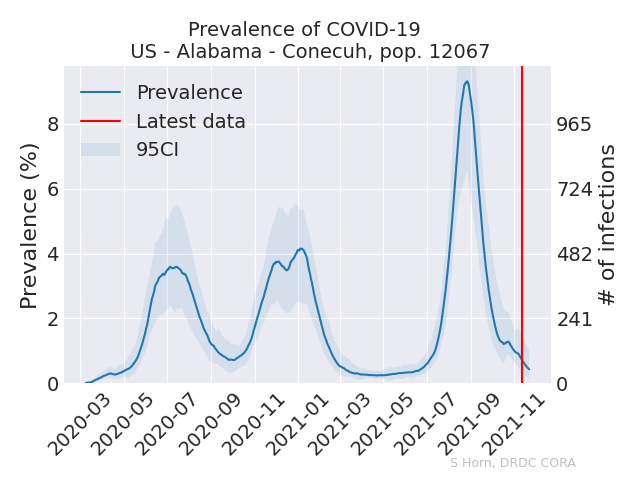 Prevalence of COVID-19
US - Alabama - Conecuh, pop. 12067
Prevalence
Latest data
95CI
Prevalence (%)
8
6
4
2
0
965
724
482
241
0
# of infections
2020-03
2020-05
2020-07
2020-09
2020-11
2021-01
2021-03
2021-05
2021-07
2021-09
2021-11
S Horn, DRDC CORA